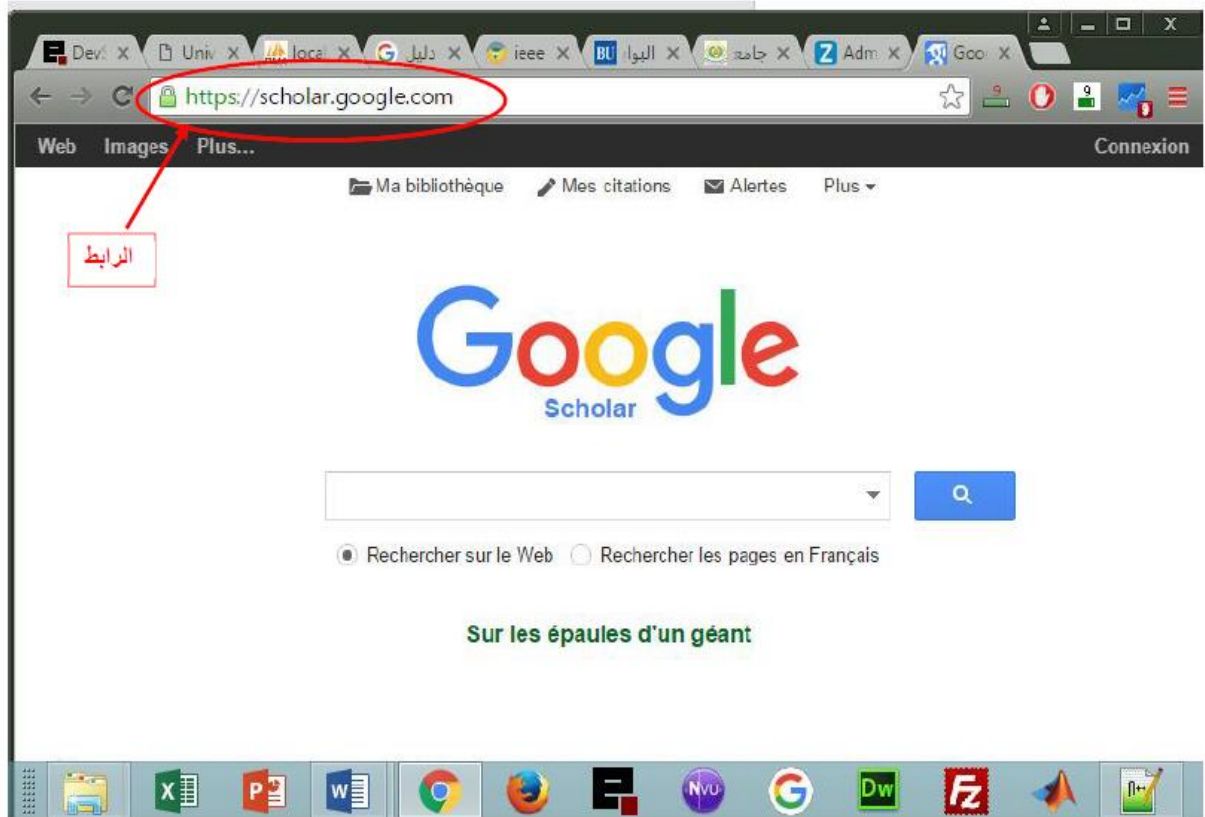 DevS Univ local دليل ieee البوا جامعة Adm Goo
https://scholar.google.com
Web Images Plus... Connexion
Ma bibliothèque Mes citations Alertes Plus
الرابط
Google
Scholar
Rechercher sur le Web Rechercher les pages en Français
Sur les épaules d'un géant